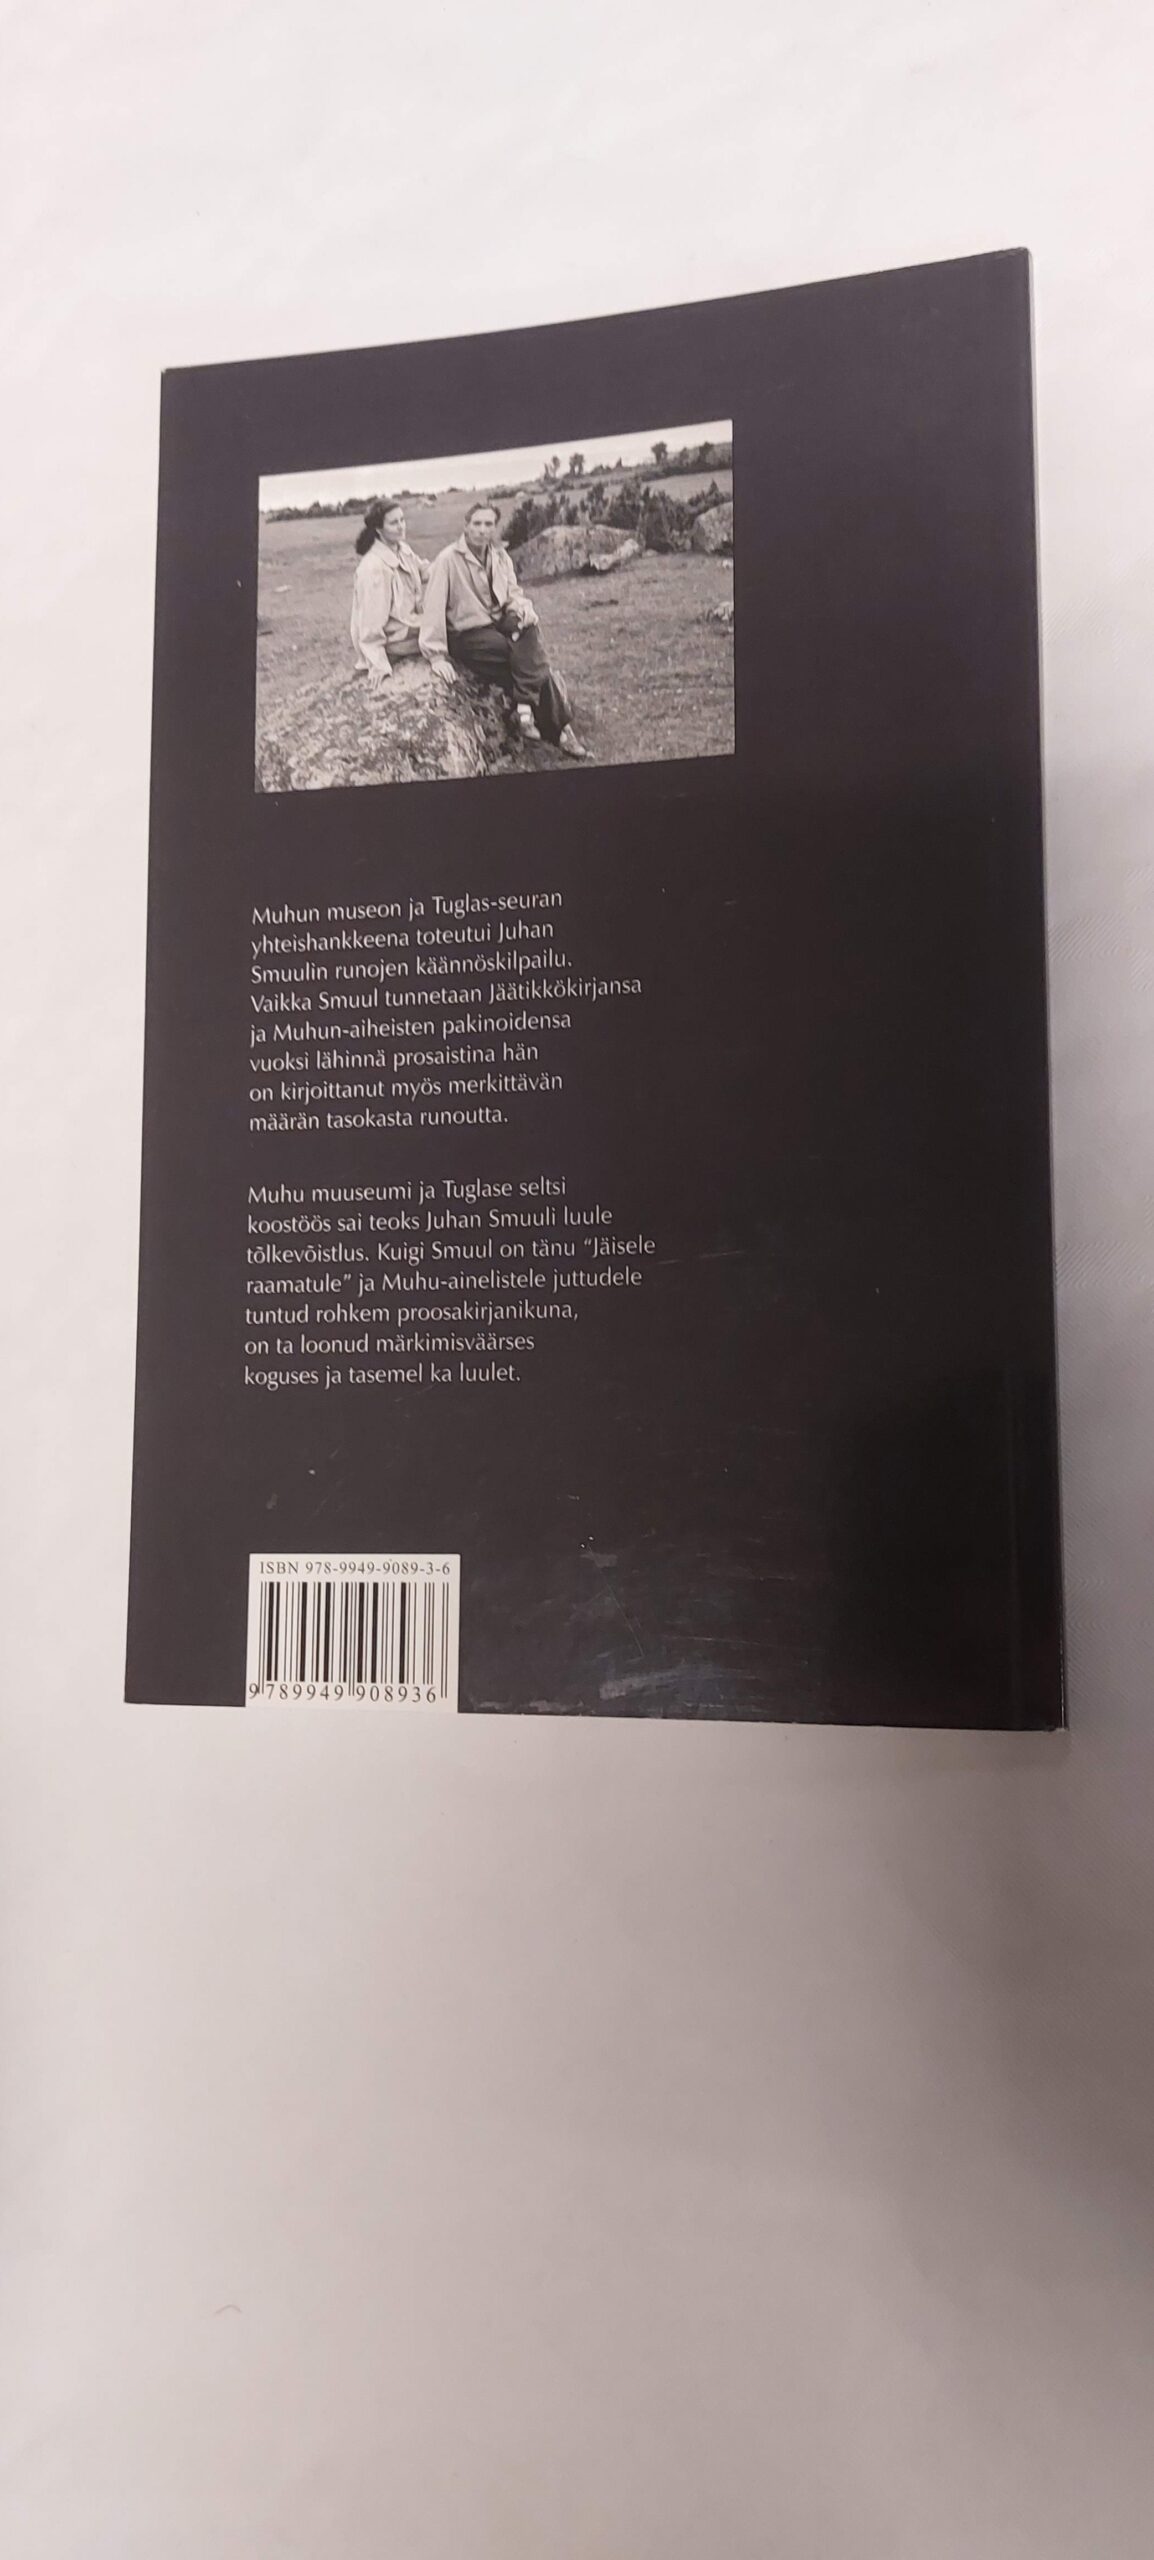 Muhun museon ja Tuglas-seuran
yhteishankkeena toteutui Juhan
Smuulin runojen käännöskilpailu.
Vaikka Smuul tunnetaan Jäätikkökirjansa
ja Muhun-aiheisten pakinoidensa
vuoksi lähinnä prosaistina hän
on kirjoittanut myös merkittävän
määrän tasokasta runoutta.
Muhu muuseumi ja Tuglase seltsi
koostöös sai teoks Juhan Smuuli luule
tõlkevõistlus. Kuigi Smuul on tänu “Jäisele
raamatule” ja Muhu-ainelistele juttudele
tuntud rohkem proosakirjanikuna,
on ta loonud märkimisväärses
koguses ja tasemel ka luulet.
ISBN 978-9949-9089-3-6
9 789949 908936